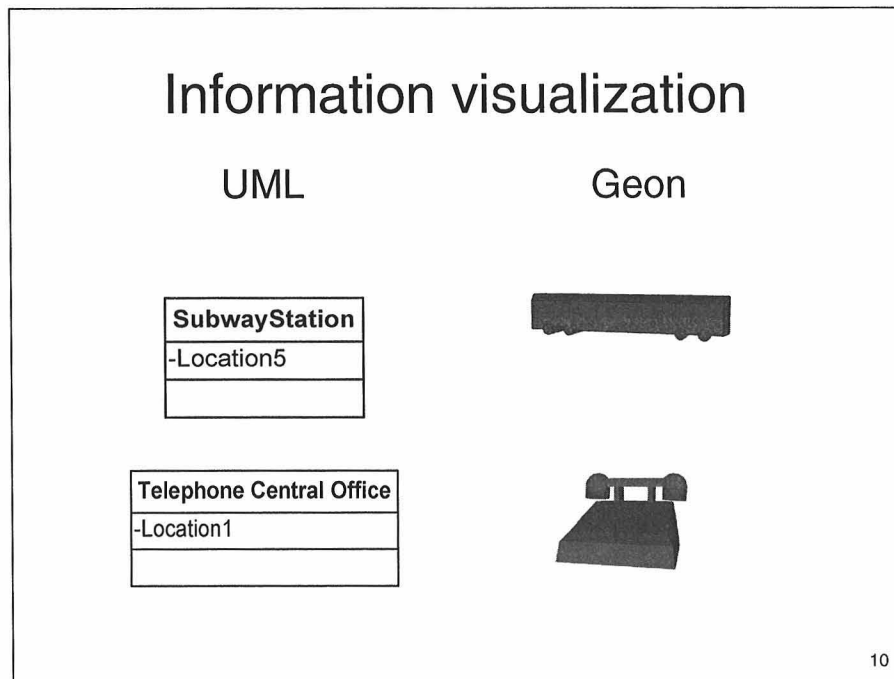 Information visualization
UML
Geon
SubwayStation
-Location5
Telephone Central Office
-Location1
10